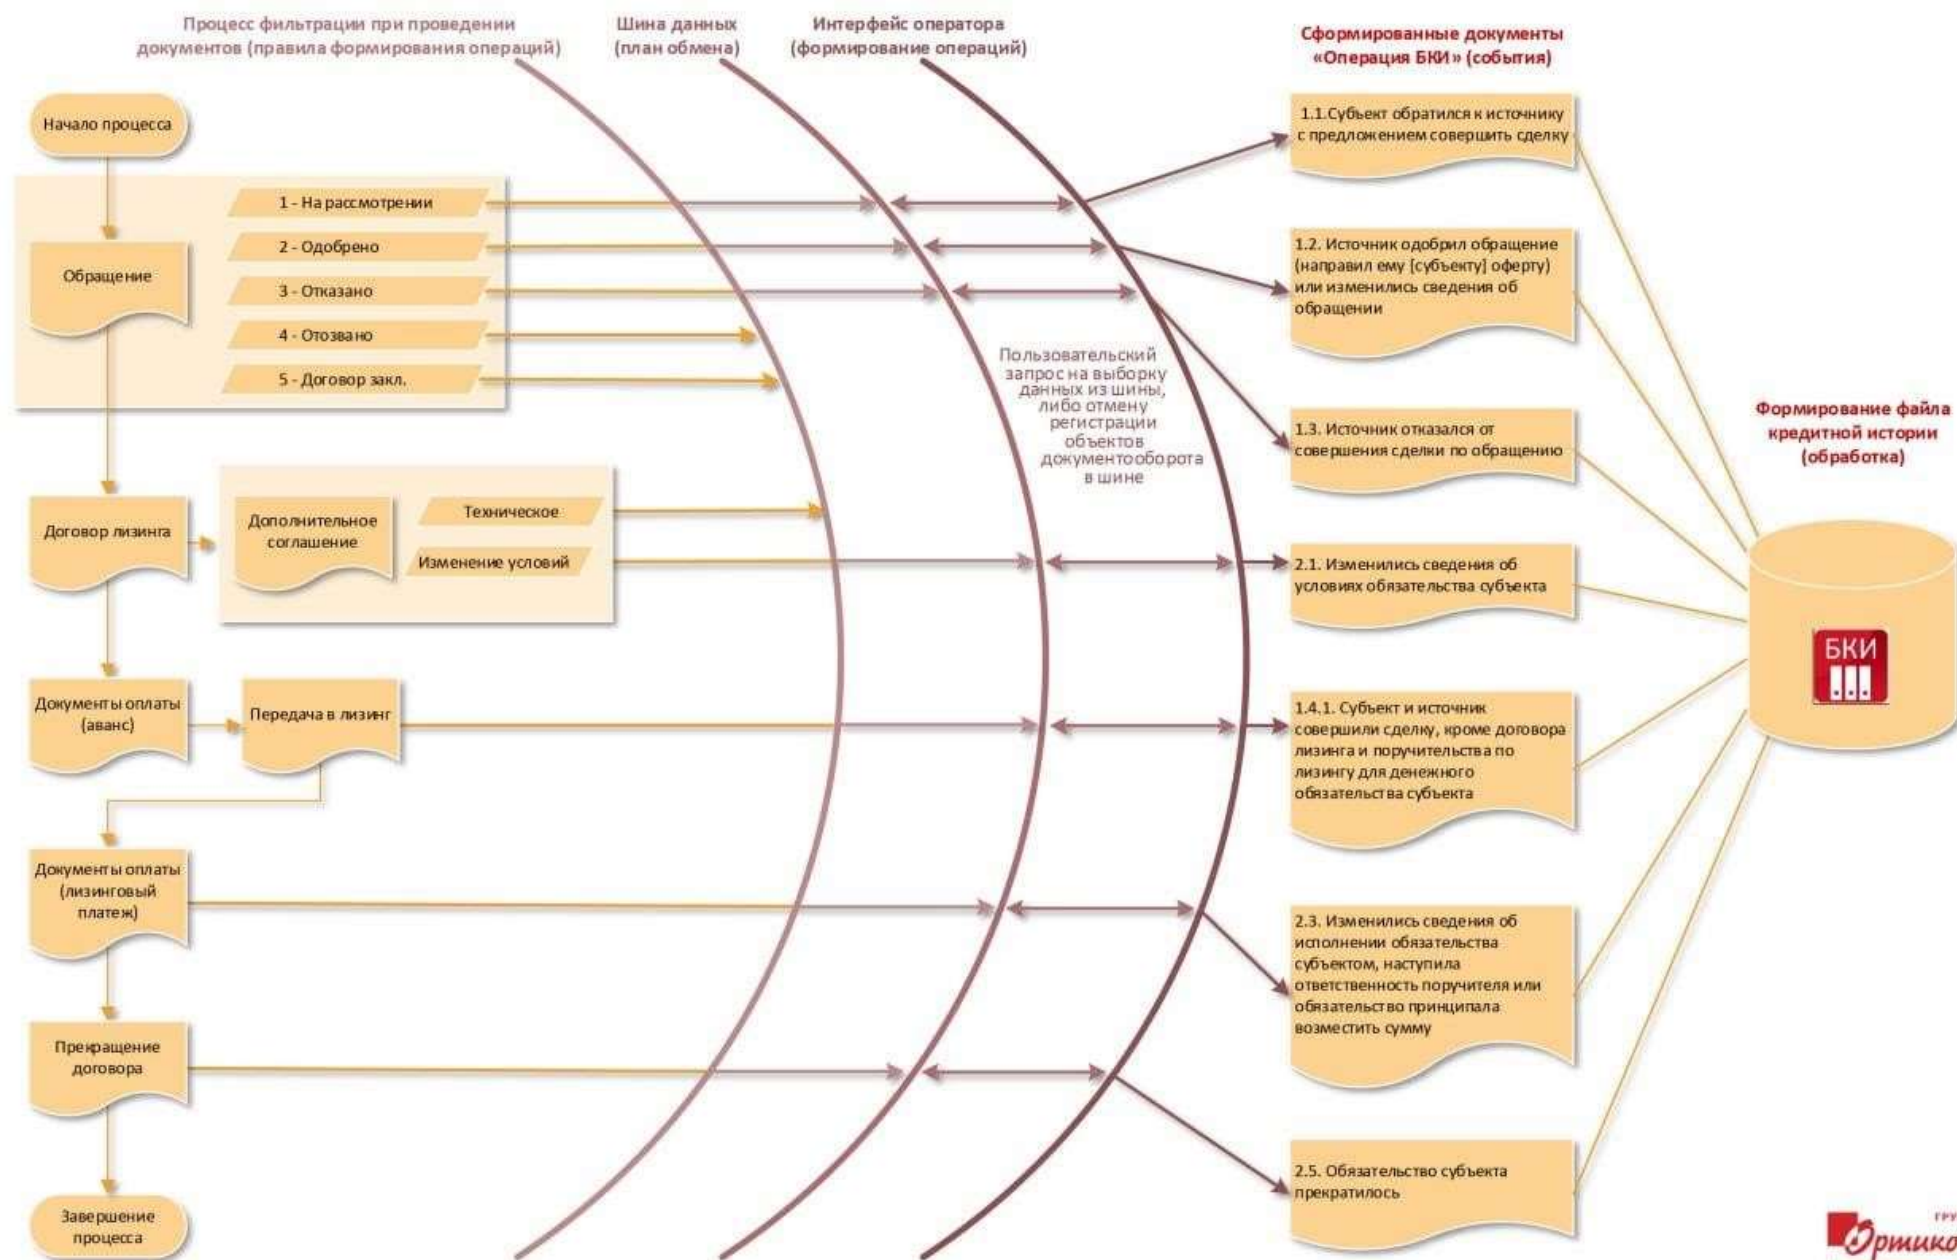 Процесс фильтрации при проведении
документов (правила формирования операций)
Шина данных
(план обмена)
Интерфейс оператора
(формирование операций)
Сформированные документы
«Операция БКИ» (события)
Начало процесса
1 - На рассмотрении
2 - Одобрено
3 - Отказано
4 - Отозвано
5 - Договор закл.
Обращение
Договор лизинга
Дополнительное
соглашение
Техническое
Изменение условий
Документы оплаты
(аванс)
Передача в лизинг
Документы оплаты
(лизинговый
платеж)
Прекращение
договора
Завершение
процесса
Пользовательский
запрос на выборку
данных из шины,
либо отмену
регистрации
объектов
документооборота
в шине
1.1.Субъект обратился к источнику
с предложением совершить сделку
1.2. Источник одобрил обращение
(направил ему [субъекту] оферту)
или изменились сведения об
обращении
1.3. Источник отказался от
совершения сделки по обращению
2.1. Изменились сведения об
условиях обязательства субъекта
1.4.1. Субъект и источник
совершили сделку, кроме договора
лизинга и поручительства по
лизингу для денежного
обязательства субъекта
2.3. Изменились сведения об
исполнении обязательства
субъектом, наступила
ответственность поручителя или
обязательство принципала
возместить сумму
2.5. Обязательство субъекта
прекратилось
Формирование файла
кредитной истории
(обработка)
БКИ